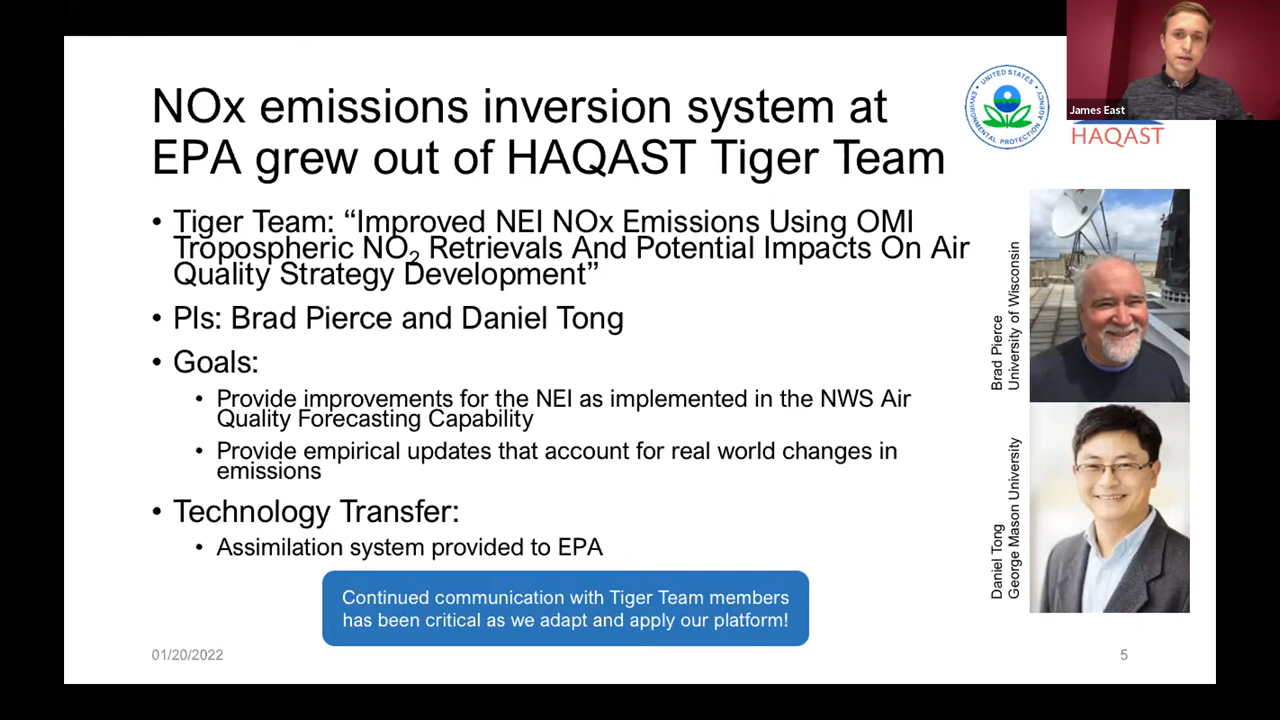 NOx emissions inversion system at
EPA grew out of HAQAST Tiger Team
UNITED STATES
ENVIRONMENTAL PROTECTION AGENCY
James East
HAQAST
• Tiger Team: “Improved NEI NOx Emissions Using OMI
Tropospheric NO2 Retrievals And Potential Impacts On Air
Quality Strategy Development”
• PIs: Brad Pierce and Daniel Tong
• Goals:
• Provide improvements for the NEI as implemented in the NWS Air
Quality Forecasting Capability
• Provide empirical updates that account for real world changes in
emissions
• Technology Transfer:
• Assimilation system provided to EPA
Continued communication with Tiger Team members
has been critical as we adapt and apply our platform!
Brad Pierce
University of Wisconsin
Daniel Tong
George Mason University
01/20/2022
5